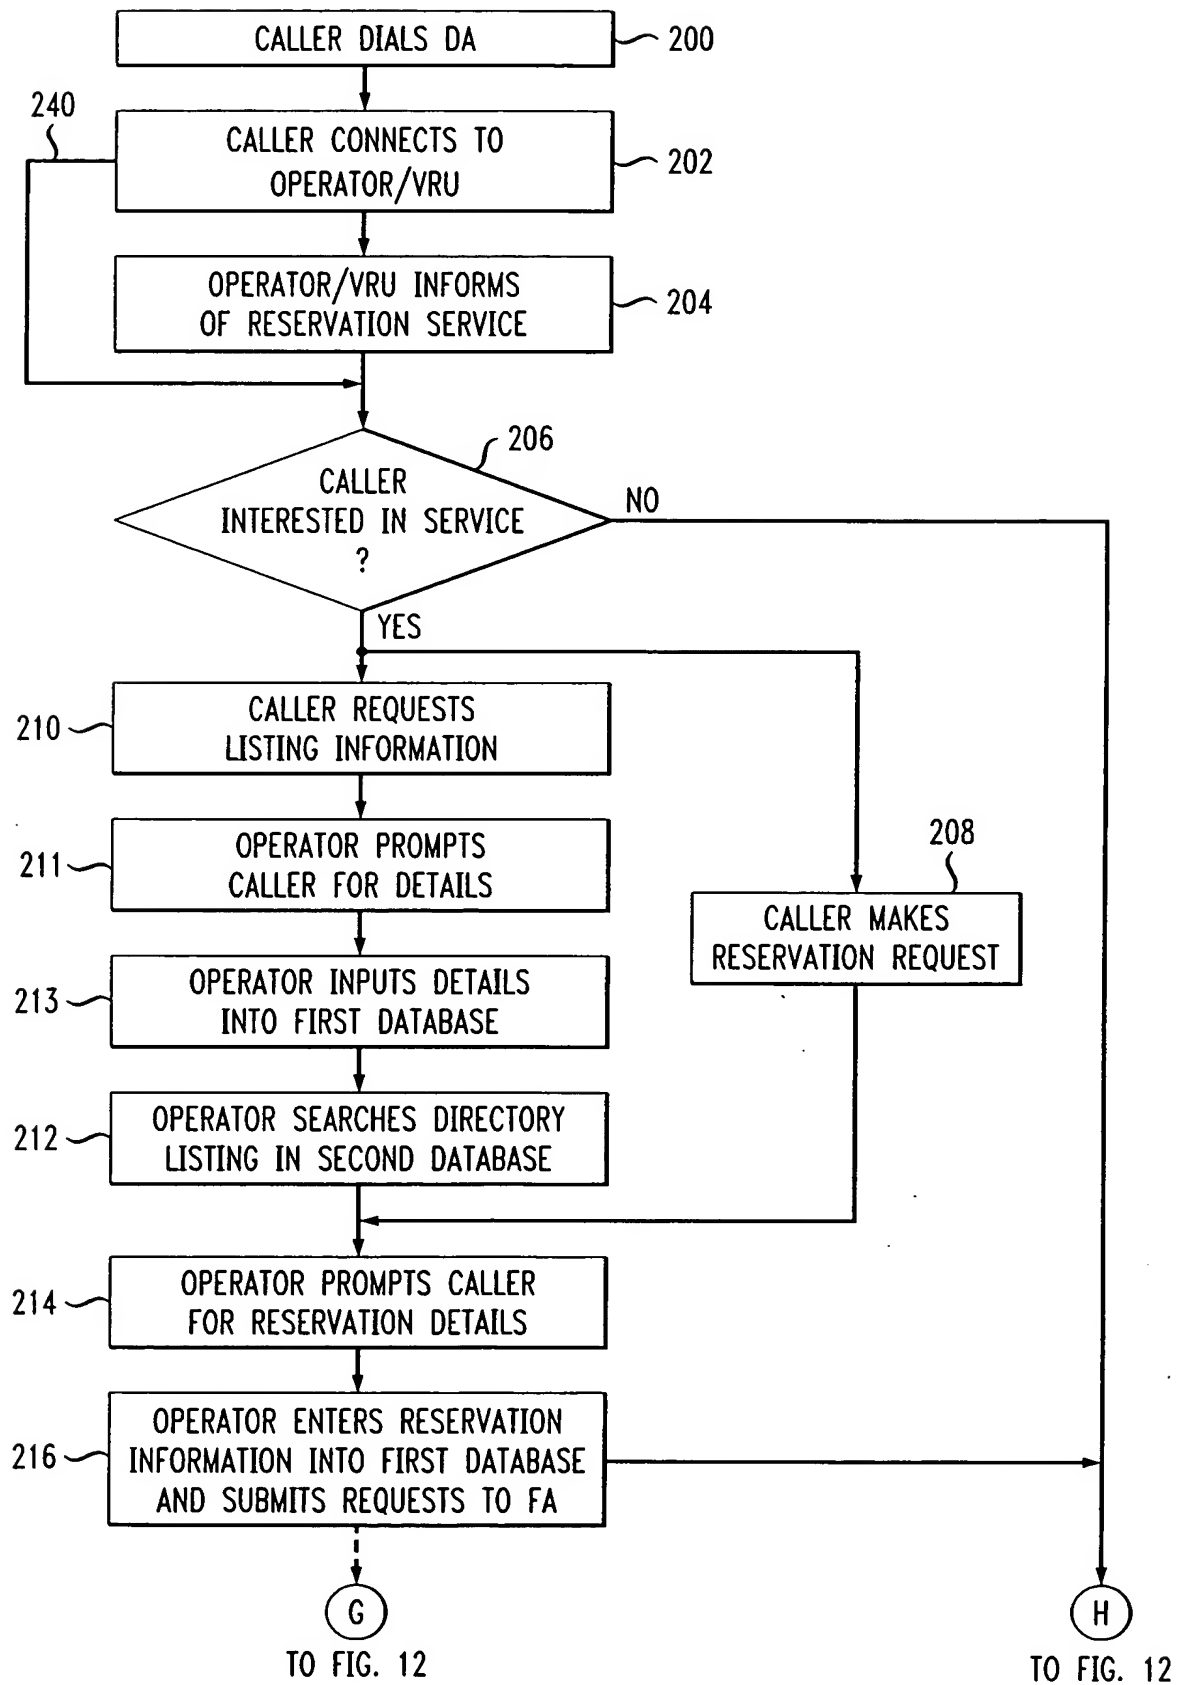 CALLER DIALS DA
200
240
CALLER CONNECTS TO
OPERATOR/VRU
202
OPERATOR/VRU INFORMS
OF RESERVATION SERVICE
204
206
CALLER
INTERESTED IN SERVICE
?
NO
YES
210
CALLER REQUESTS
LISTING INFORMATION
211
OPERATOR PROMPTS
CALLER FOR DETAILS
208
CALLER MAKES
RESERVATION REQUEST
213
OPERATOR INPUTS DETAILS
INTO FIRST DATABASE
212
OPERATOR SEARCHES DIRECTORY
LISTING IN SECOND DATABASE
214
OPERATOR PROMPTS CALLER
FOR RESERVATION DETAILS
216
OPERATOR ENTERS RESERVATION
INFORMATION INTO FIRST DATABASE
AND SUBMITS REQUESTS TO FA
G
TO FIG. 12
H
TO FIG. 12